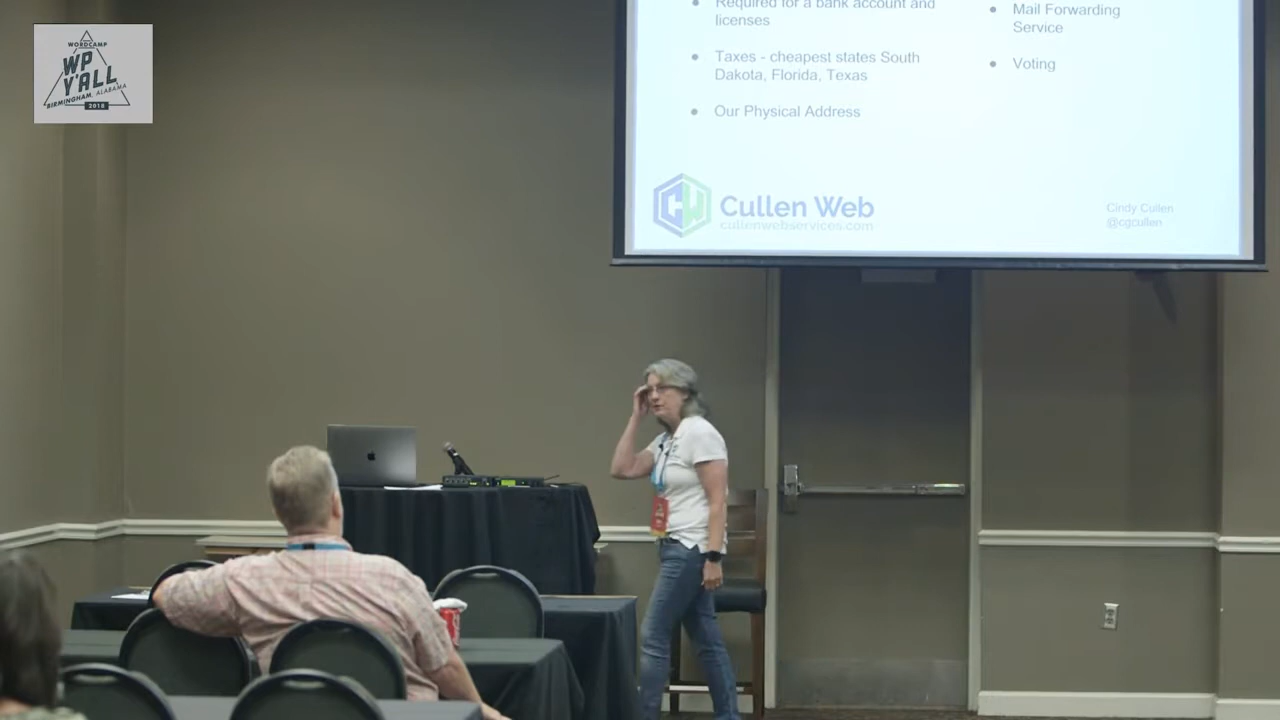 WORDCAMP
WP
Y'ALL
BIRMINGHAM, ALABAMA
2018
Required for a bank account and
licenses
Taxes - cheapest states South
Dakota, Florida, Texas
Our Physical Address
Mail Forwarding
Service
Voting
CW
Cullen Web
cullenwebservices.com
Cindy Cullen
@cgcullen